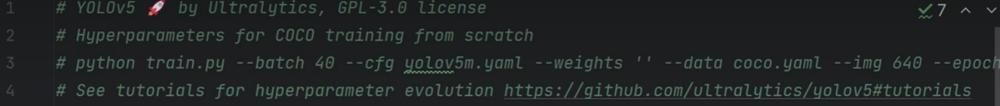 1 # YOLOv5 🚀 by Ultralytics, GPL-3.0 license 7
2 # Hyperparameters for COCO training from scratch
3 # python train.py --batch 40 --cfg yolov5m.yaml --weights '' --data coco.yaml --img 640 --epoch
4 # See tutorials for hyperparameter evolution https://github.com/ultralytics/yolov5#tutorials